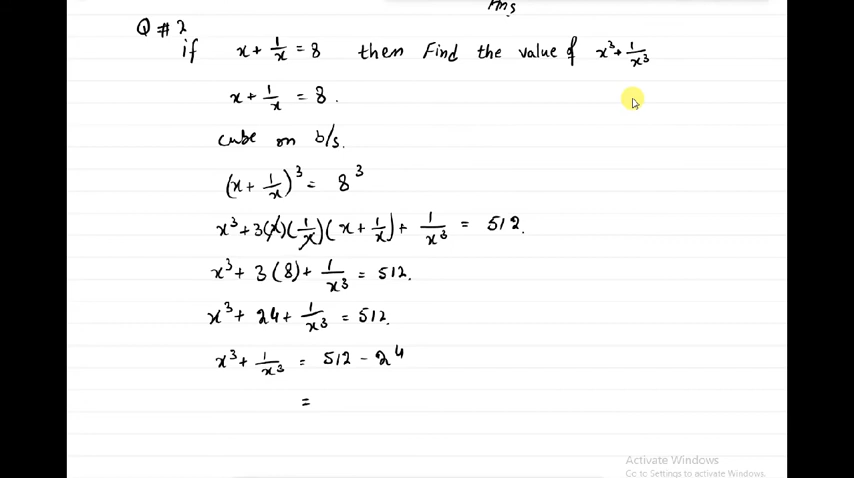 Ans
Q # 2
if x + 1/x = 8 then Find the value of x³ + 1/x³
x + 1/x = 8 .
cube on b/s.
(x + 1/x)³ = 8³
x³ + 3(x)(1/x)(x + 1/x) + 1/x³ = 512.
x³ + 3(8) + 1/x³ = 512.
x³ + 24 + 1/x³ = 512.
x³ + 1/x³ = 512 - 24
=
Activate Windows
Go to Settings to activate Windows.